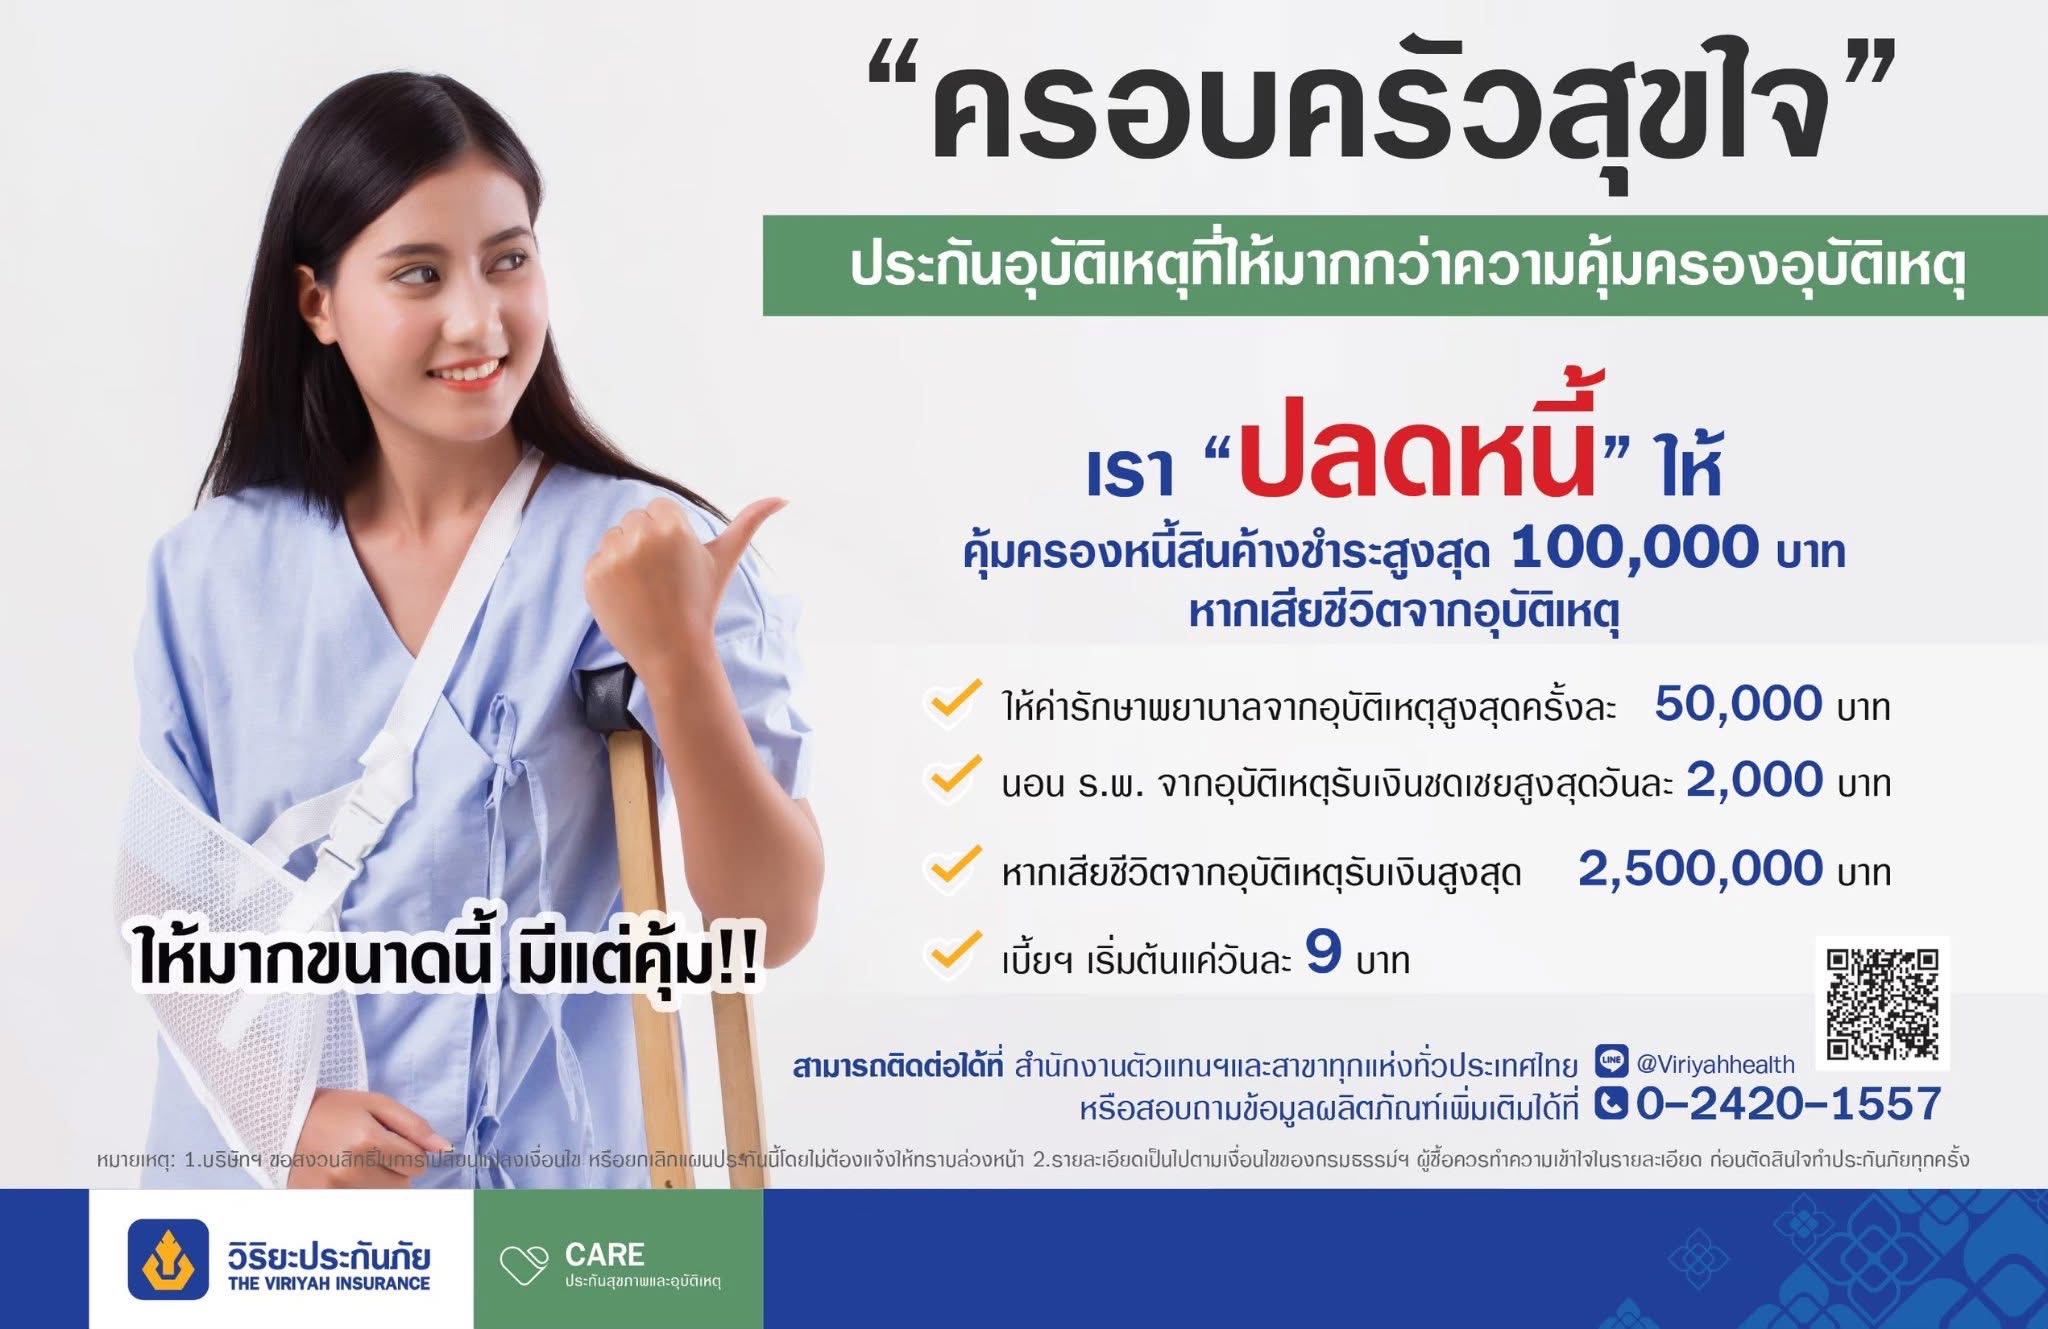 “ครอบครัวสุขใจ”
ประกันอุบัติเหตุที่ให้มากกว่าความคุ้มครองอุบัติเหตุ
เรา “ปลดหนี้” ให้
คุ้มครองหนี้สินค้างชำระสูงสุด 100,000 บาท
หากเสียชีวิตจากอุบัติเหตุ
ให้ค่ารักษาพยาบาลจากอุบัติเหตุสูงสุดครั้งละ 50,000 บาท
นอน ร.พ. จากอุบัติเหตุรับเงินชดเชยสูงสุดวันละ 2,000 บาท
หากเสียชีวิตจากอุบัติเหตุรับเงินสูงสุด 2,500,000 บาท
เบี้ยฯ เริ่มต้นแค่วันละ 9 บาท
ให้มากขนาดนี้ มีแต่คุ้ม!!
สามารถติดต่อได้ที่ สำนักงานตัวแทนฯและสาขาทุกแห่งทั่วประเทศไทย LINE @Viriyahhealth
หรือสอบถามข้อมูลผลิตภัณฑ์เพิ่มเติมได้ที่ 0-2420-1557
หมายเหตุ: 1.บริษัทฯ ขอสงวนสิทธิ์ในการเปลี่ยนแปลงเงื่อนไข หรือยกเลิกแผนประกันนี้โดยไม่ต้องแจ้งให้ทราบล่วงหน้า 2.รายละเอียดเป็นไปตามเงื่อนไขของกรมธรรม์ฯ ผู้ซื้อควรทำความเข้าใจในรายละเอียด ก่อนตัดสินใจทำประกันภัยทุกครั้ง
วิริยะประกันภัย
THE VIRIYAH INSURANCE
CARE
ประกันสุขภาพและอุบัติเหตุ